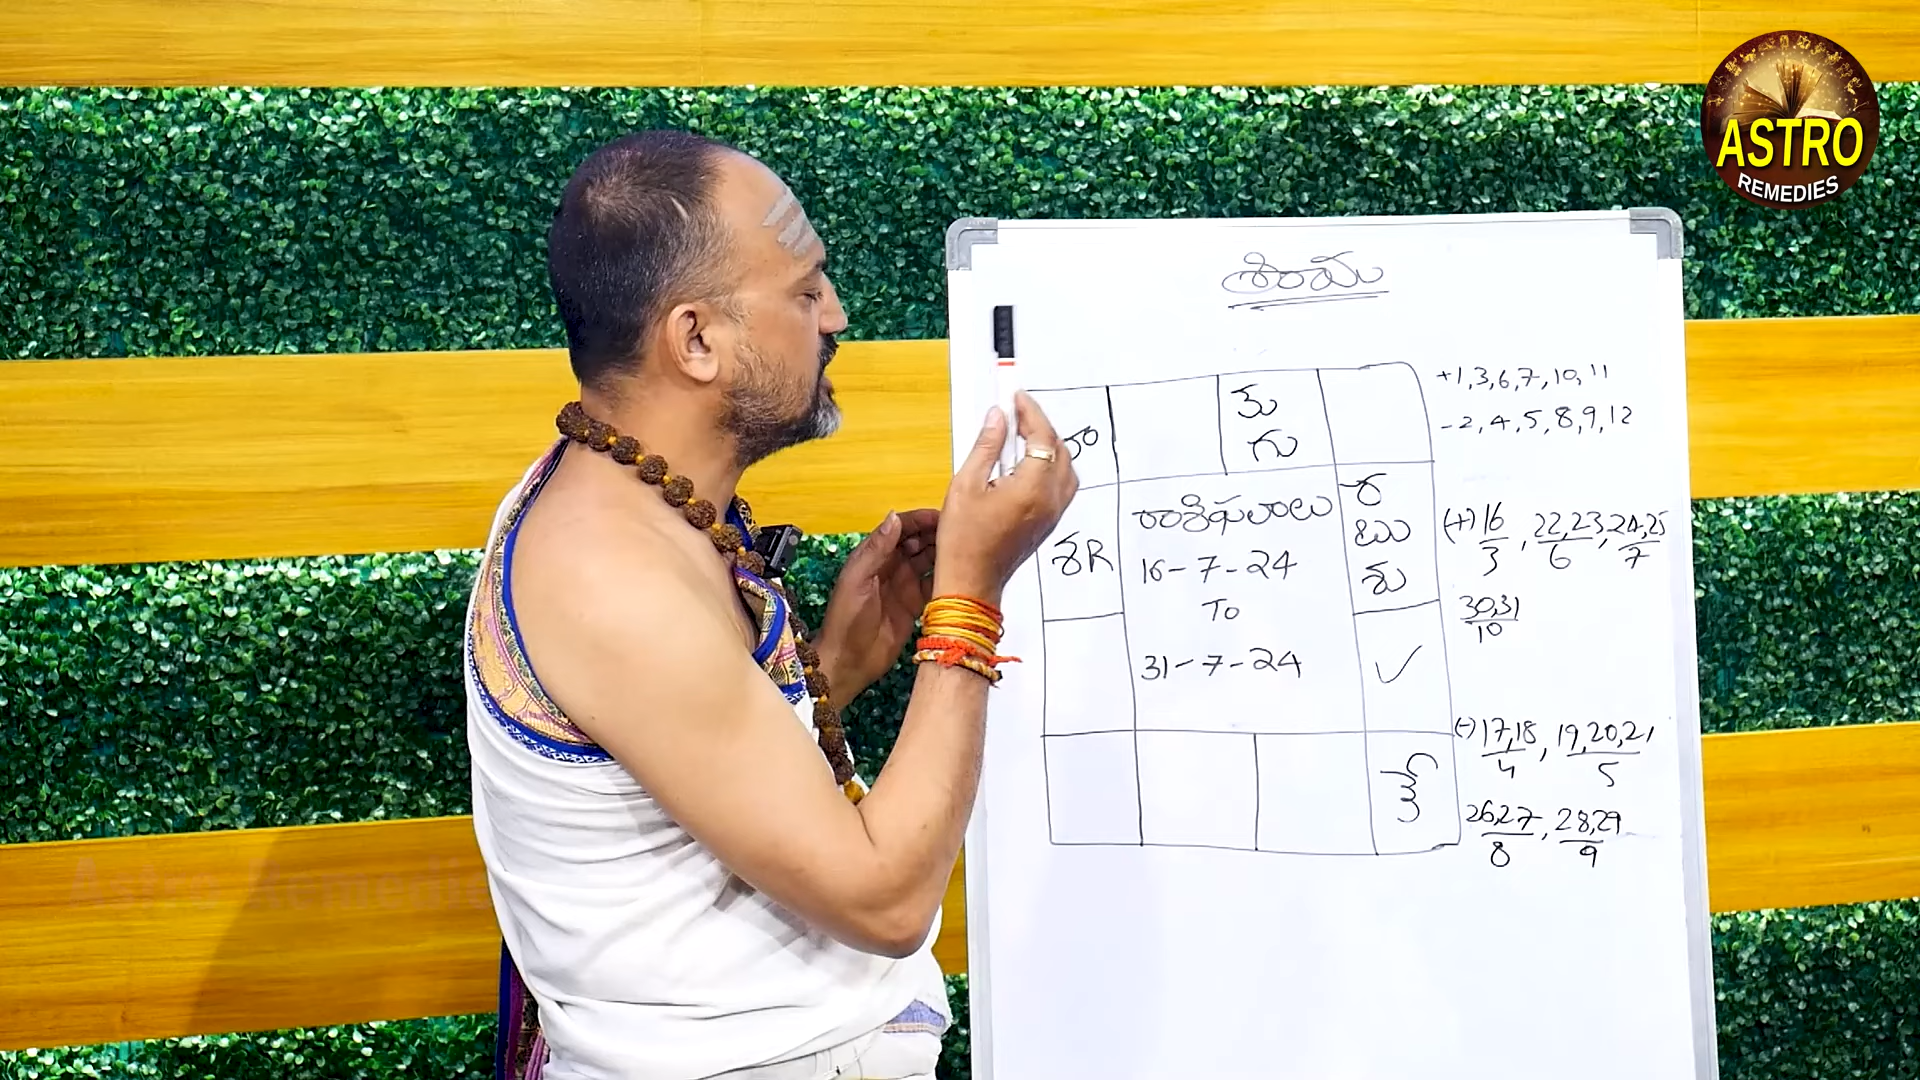 ASTRO
REMEDIES
శ్రీరామ
+1,3,6,7,10,11
-2,4,5,8,9,12
కు
గు
రా
ర
బు
శు
శR
రాశిఫలాలు
16-7-24
To
31-7-24
✓
కే
(+) 16/3, 22,23/6, 24,25/7
30,31/10
(-) 17,18/4, 19,20,21/5
26,27/8, 28,29/9
Astro Remedie